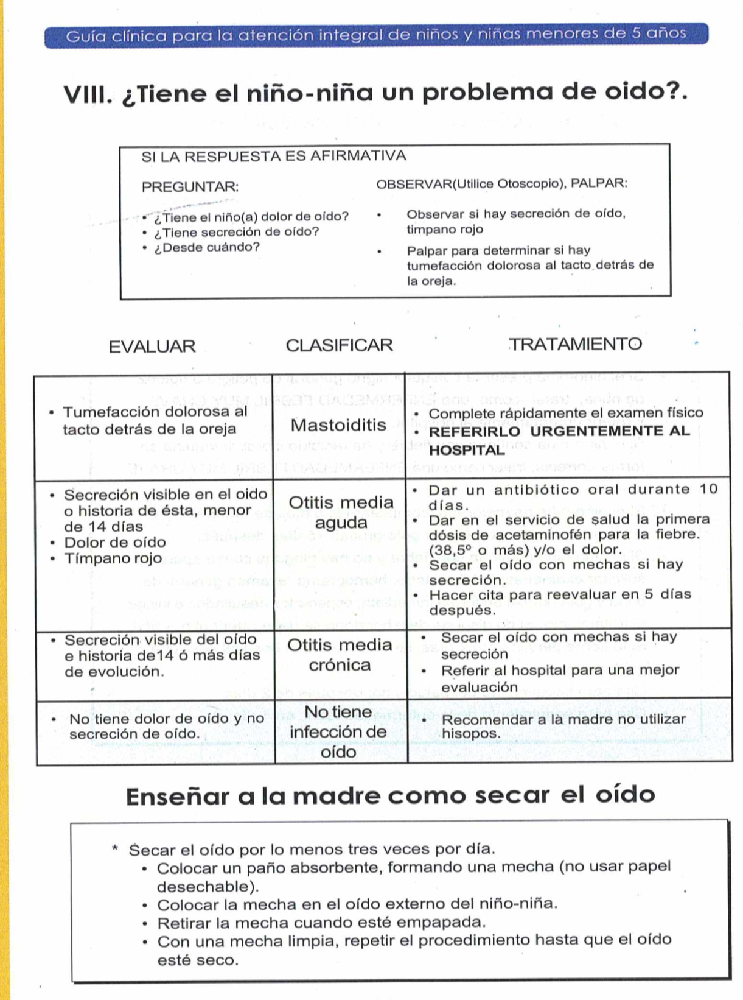 Guía clínica para la atención integral de niños y niñas menores de 5 años
VIII. ¿Tiene el niño-niña un problema de oido?.
SI LA RESPUESTA ES AFIRMATIVA
PREGUNTAR:
• ¿Tiene el niño(a) dolor de oído?
• ¿Tiene secreción de oído?
• ¿Desde cuándo?
OBSERVAR(Utilice Otoscopio), PALPAR:
• Observar si hay secreción de oído,
timpano rojo
• Palpar para determinar si hay
tumefacción dolorosa al tacto detrás de
la oreja.
EVALUAR
CLASIFICAR
TRATAMIENTO
• Tumefacción dolorosa al
tacto detrás de la oreja
Mastoiditis
• Complete rápidamente el examen físico
• REFERIRLO URGENTEMENTE AL
HOSPITAL
• Secreción visible en el oido
o historia de ésta, menor
de 14 días
• Dolor de oído
• Tímpano rojo
Otitis media
aguda
• Dar un antibiótico oral durante 10
días.
• Dar en el servicio de salud la primera
dósis de acetaminofén para la fiebre.
(38,5º o más) y/o el dolor.
• Secar el oído con mechas si hay
secreción.
• Hacer cita para reevaluar en 5 días
después.
• Secreción visible del oído
e historia de14 ó más días
de evolución.
Otitis media
crónica
• Secar el oído con mechas si hay
secreción
• Referir al hospital para una mejor
evaluación
• No tiene dolor de oído y no
secreción de oído.
No tiene
infección de
oído
• Recomendar a la madre no utilizar
hisopos.
Enseñar a la madre como secar el oído
* Secar el oído por lo menos tres veces por día.
• Colocar un paño absorbente, formando una mecha (no usar papel
desechable).
• Colocar la mecha en el oído externo del niño-niña.
• Retirar la mecha cuando esté empapada.
• Con una mecha limpia, repetir el procedimiento hasta que el oído
esté seco.